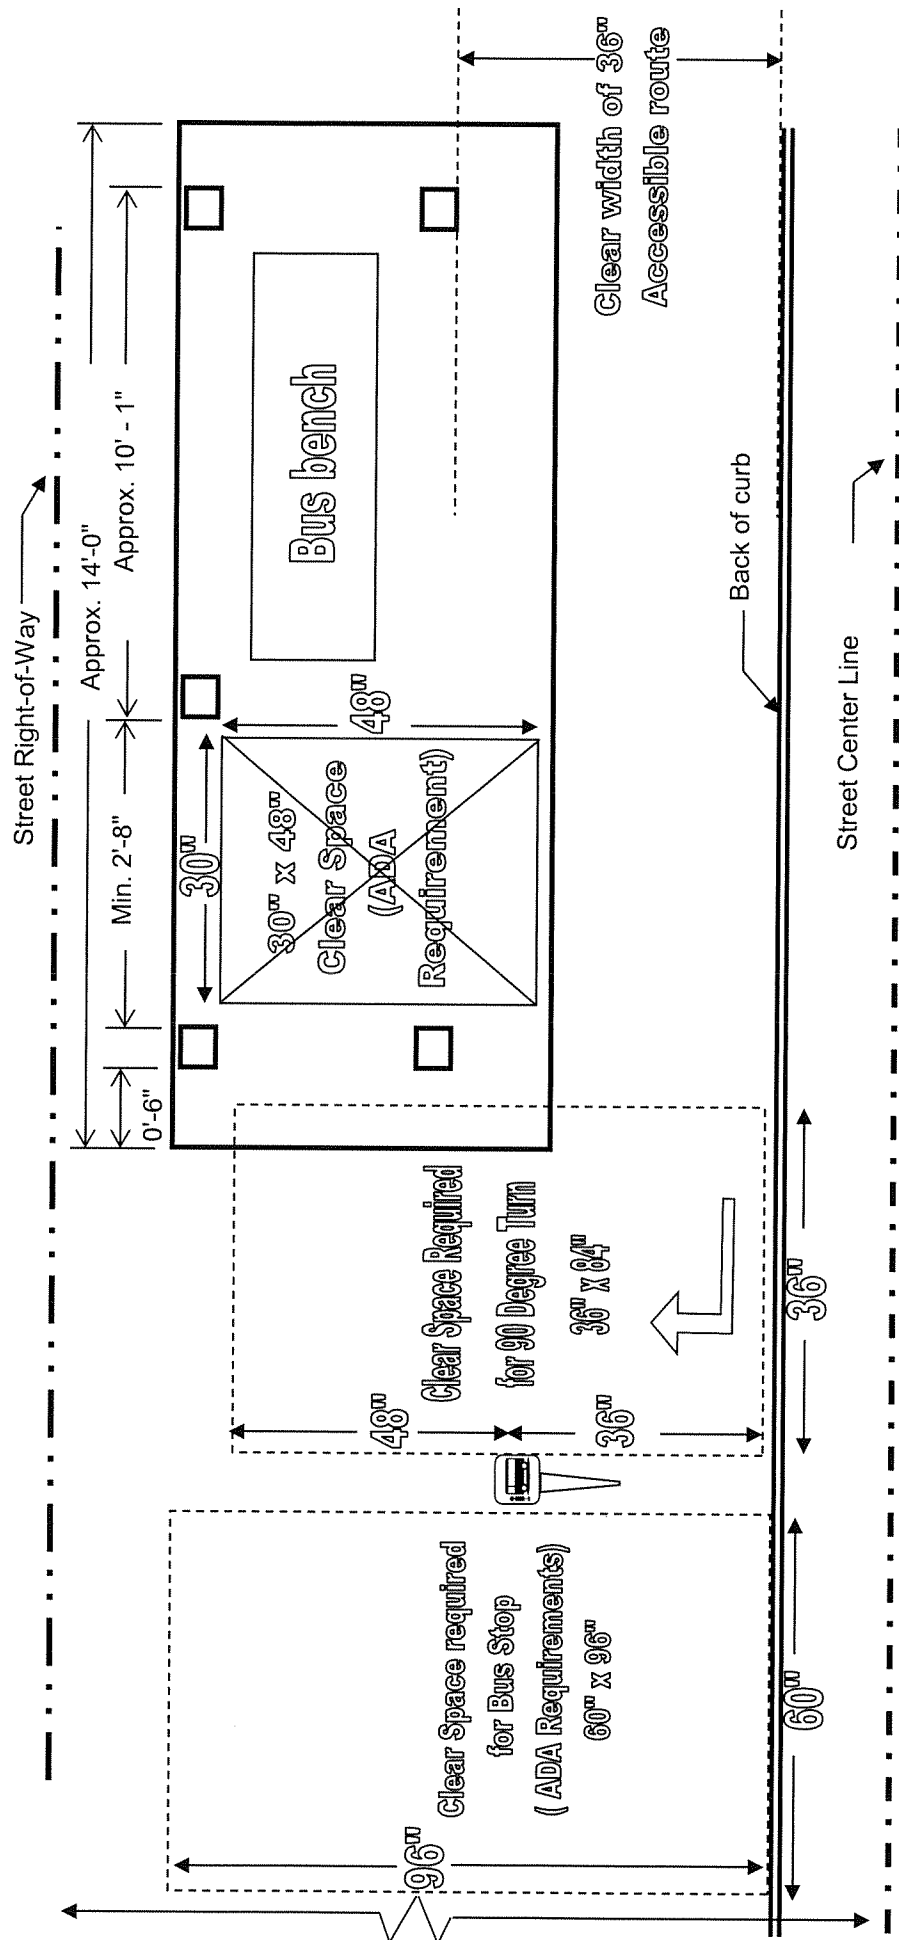 Street Right-of-Way
Approx. 14'-0"
Approx. 10' - 1"
Min. 2'-8"
0'-6"
30"
48"
30" x 48"
Clear Space
(ADA
Requirement)
Bus bench
Clear width of 36"
Accessible route
Back of curb
Street Center Line
Clear Space Required
for 90 Degree Turn
36" X 84"
48"
36"
36"
Clear Space required
for Bus Stop
( ADA Requirements)
60" x 96"
96"
60"